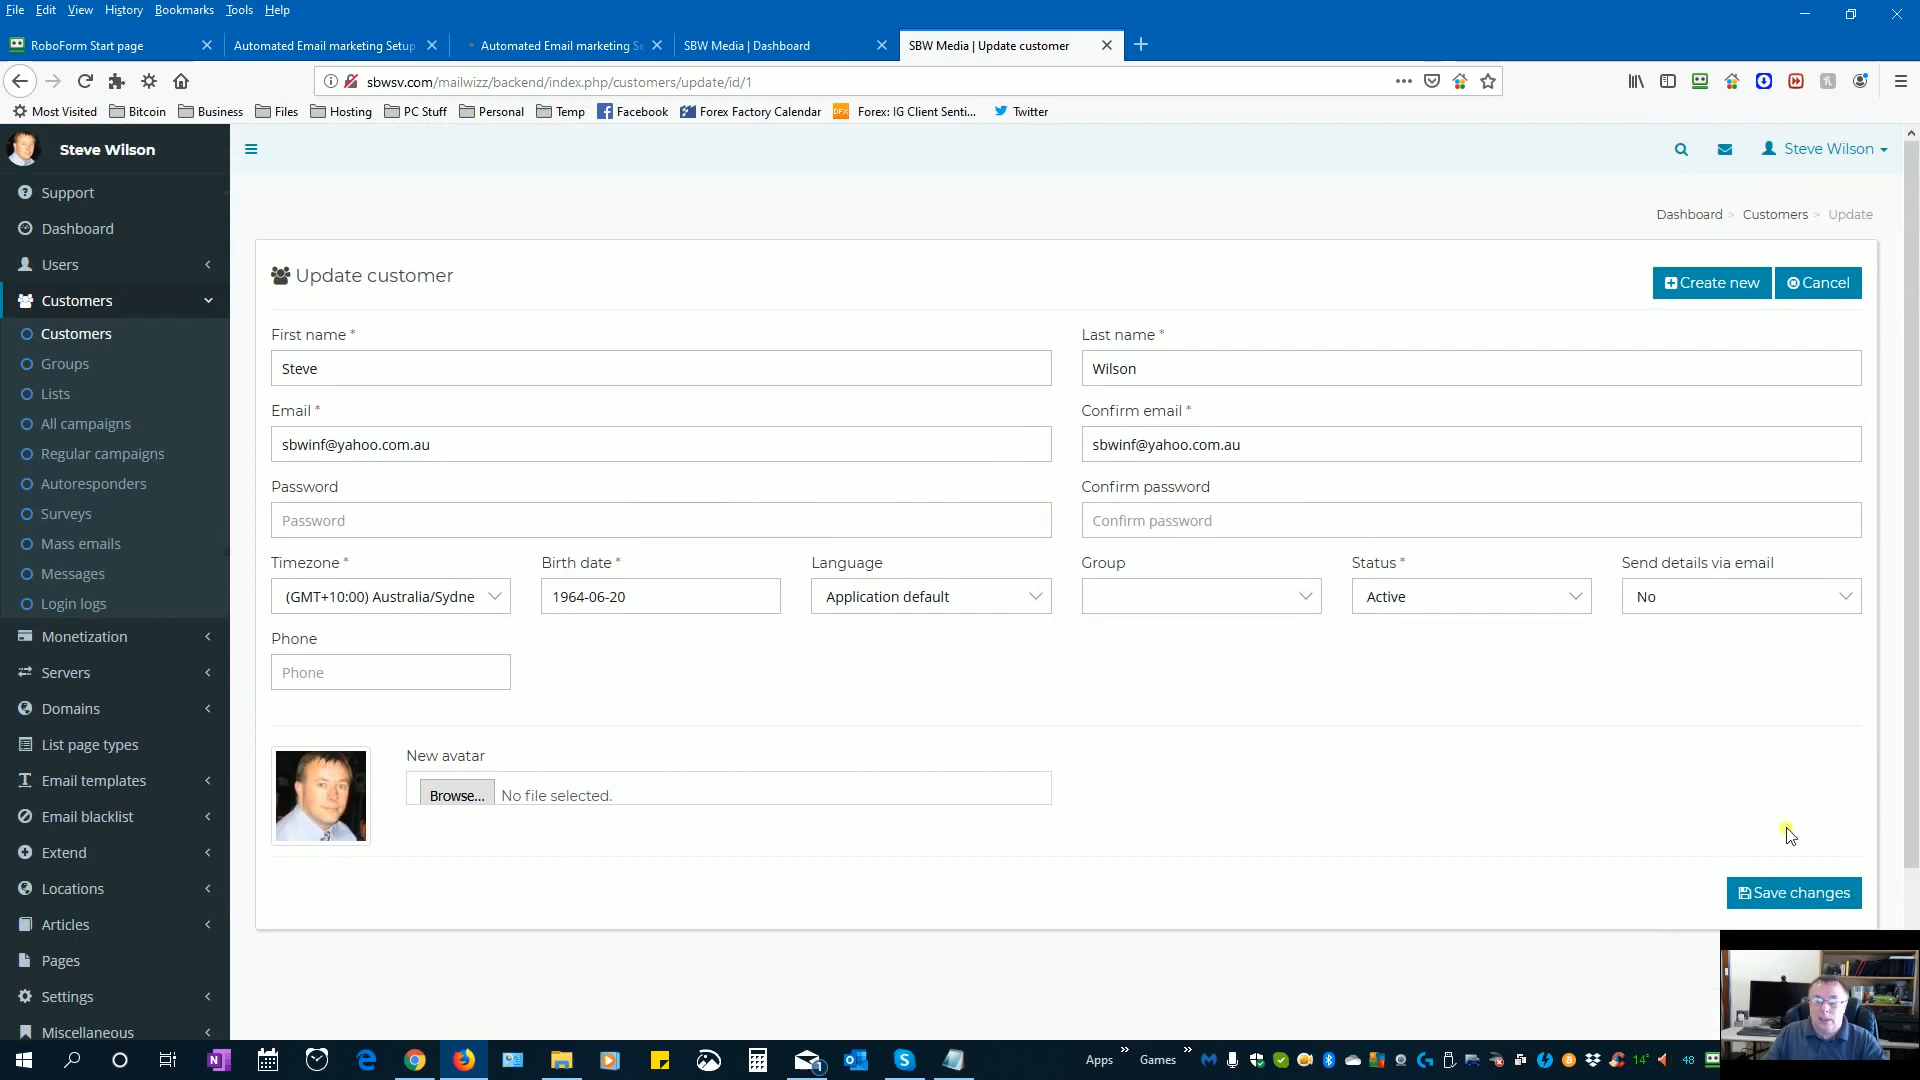 File Edit View History Bookmarks Tools Help
RoboForm Start page
Automated Email marketing Setup
Automated Email marketing Se
SBW Media | Dashboard
SBW Media | Update customer
sbwsv.com/mailwizz/backend/index.php/customers/update/id/1
Most Visited Bitcoin Business Files Hosting PC Stuff Personal Temp Facebook Forex Factory Calendar DFX Forex: IG Client Senti... Twitter
Steve Wilson
Steve Wilson
Support
Dashboard
Users
Customers
Customers
Groups
Lists
All campaigns
Regular campaigns
Autoresponders
Surveys
Mass emails
Messages
Login logs
Monetization
Servers
Domains
List page types
Email templates
Email blacklist
Extend
Locations
Articles
Pages
Settings
Miscellaneous
Dashboard > Customers > Update
Update customer
Create new
Cancel
First name *
Last name *
Steve
Wilson
Email *
Confirm email *
sbwinf@yahoo.com.au
sbwinf@yahoo.com.au
Password
Confirm password
Password
Confirm password
Timezone * Birth date * Language Group Status * Send details via email
(GMT+10:00) Australia/Sydne 1964-06-20 Application default Active No
Phone
Phone
New avatar
Browse... No file selected.
Save changes
Apps » Games » 14° 48